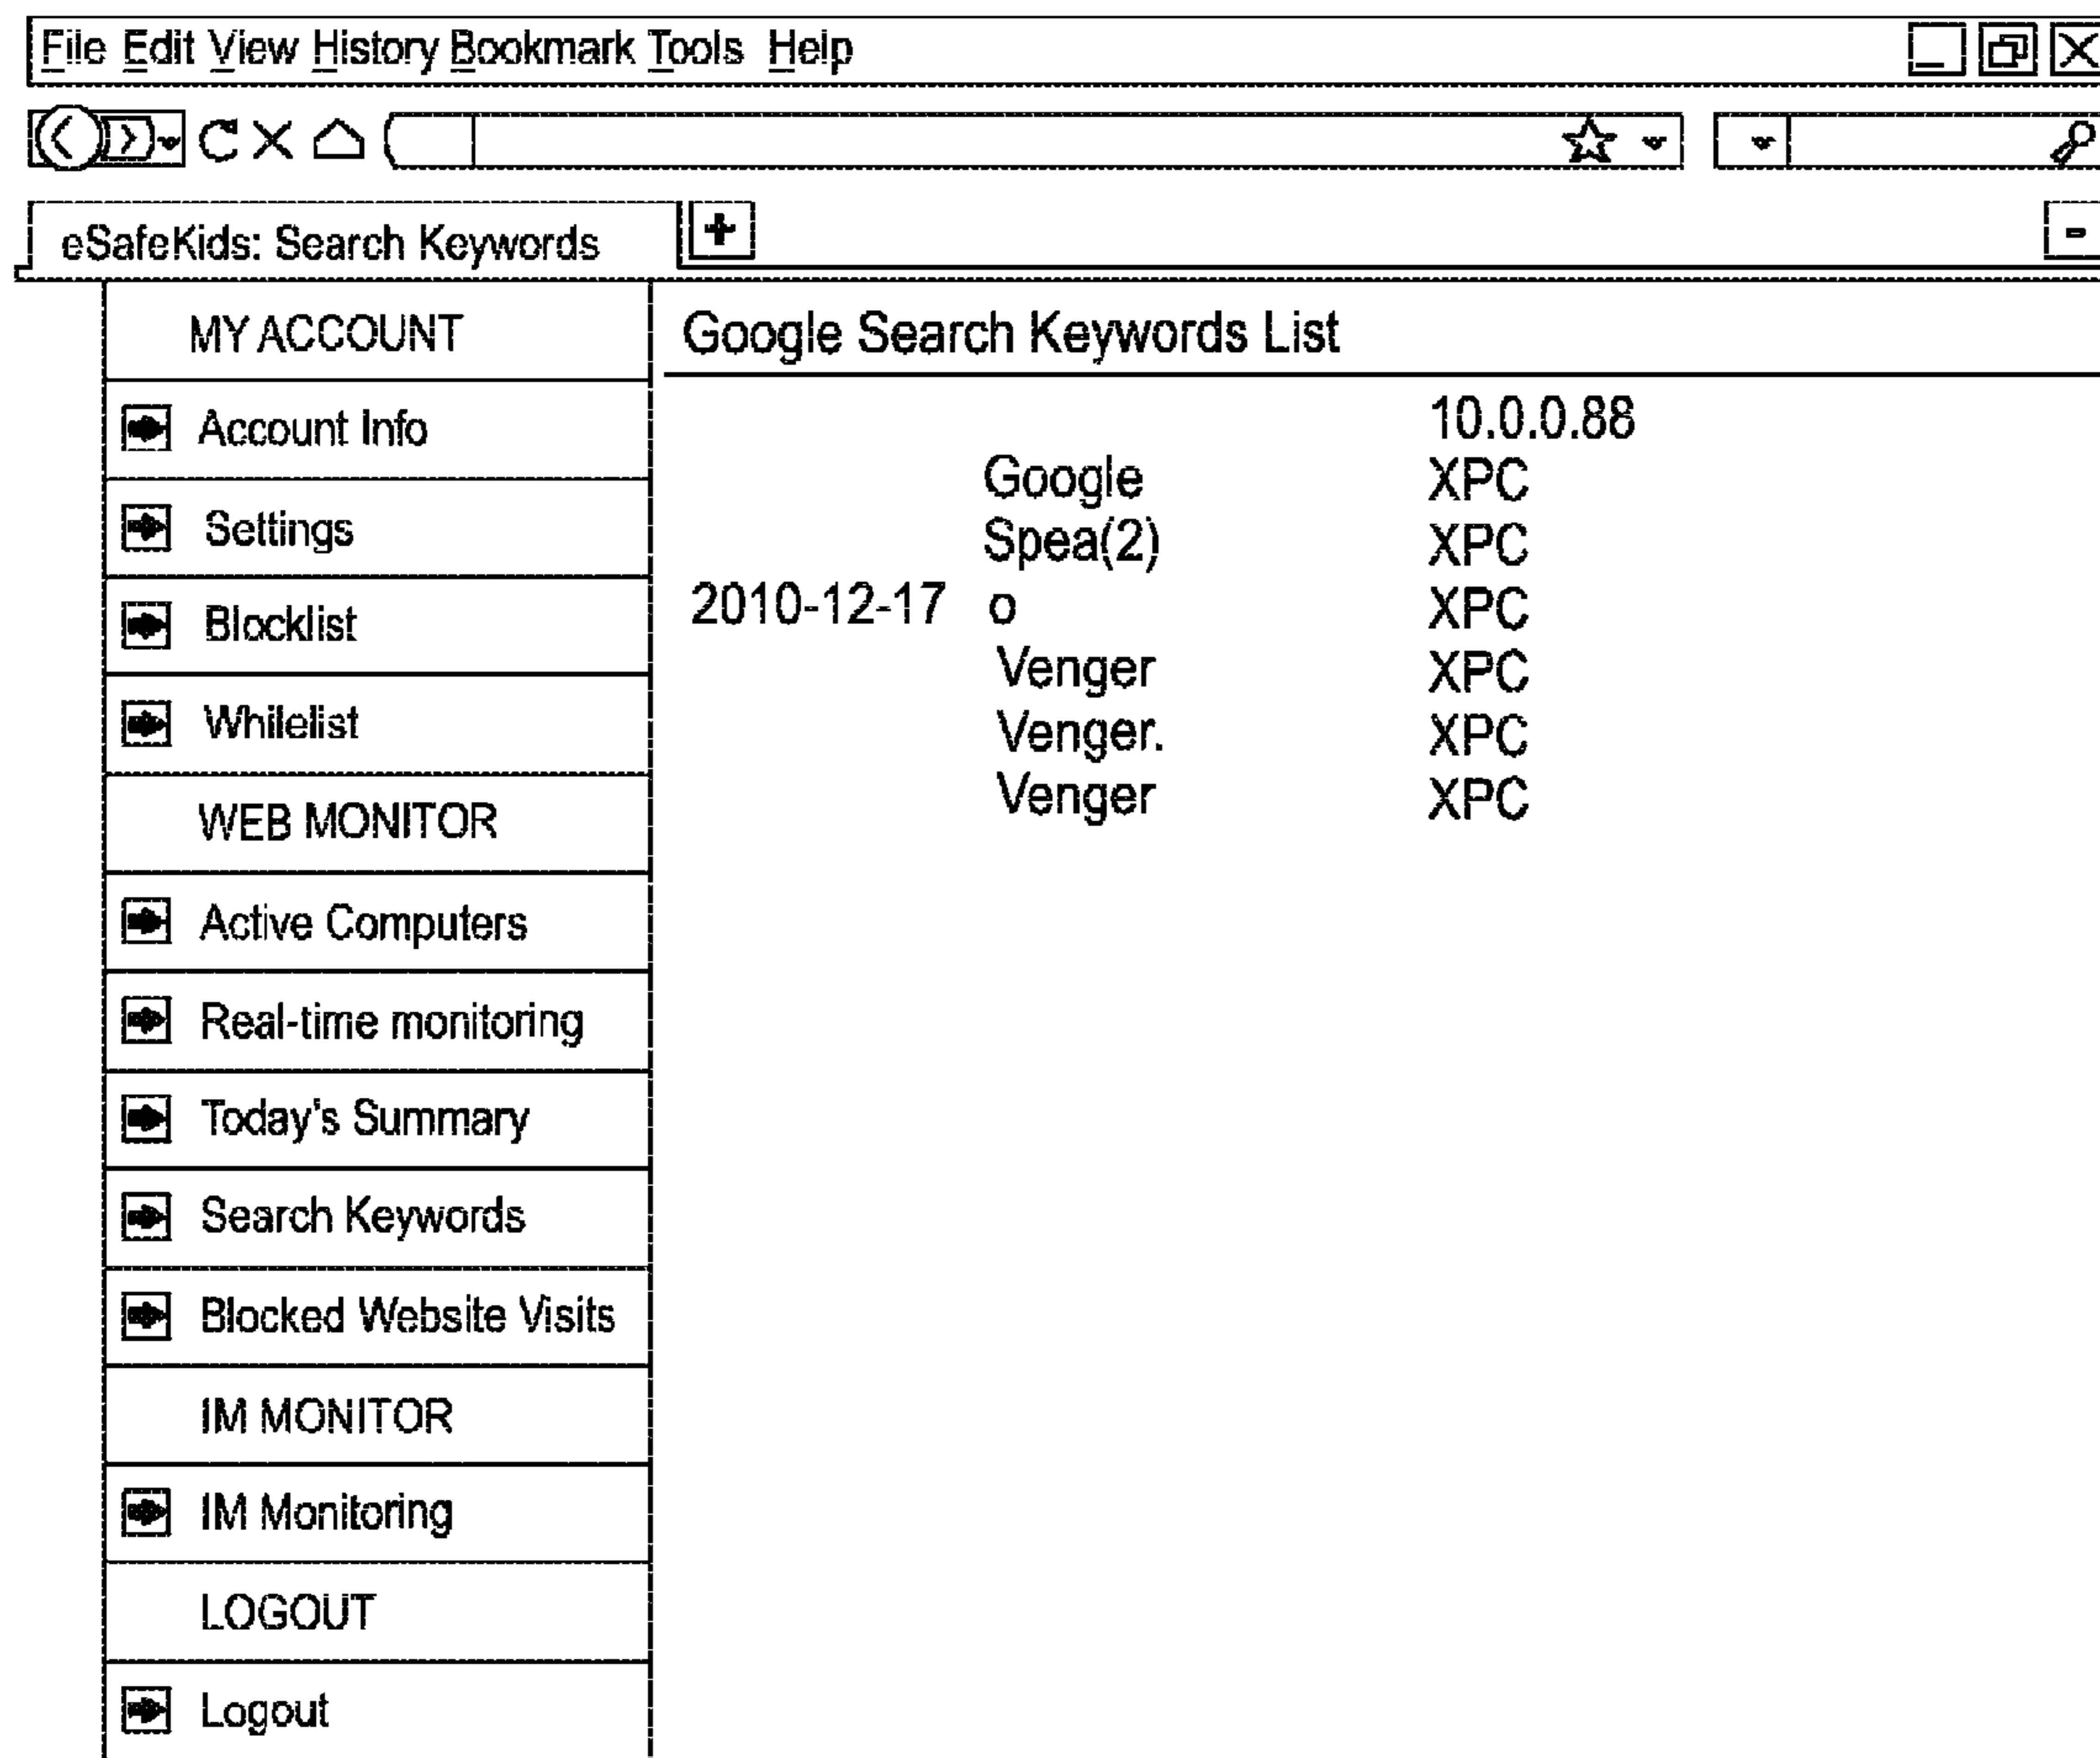 File Edit View History Bookmark Tools Help
eSafeKids: Search Keywords
MY ACCOUNT
Account Info
Settings
Blocklist
Whilelist
WEB MONITOR
Active Computers
Real-time monitoring
Today's Summary
Search Keywords
Blocked Website Visits
IM MONITOR
IM Monitoring
LOGOUT
Logout
Google Search Keywords List
10.0.0.88
Google XPC
Spea(2) XPC
2010-12-17 o XPC
Venger XPC
Venger. XPC
Venger XPC